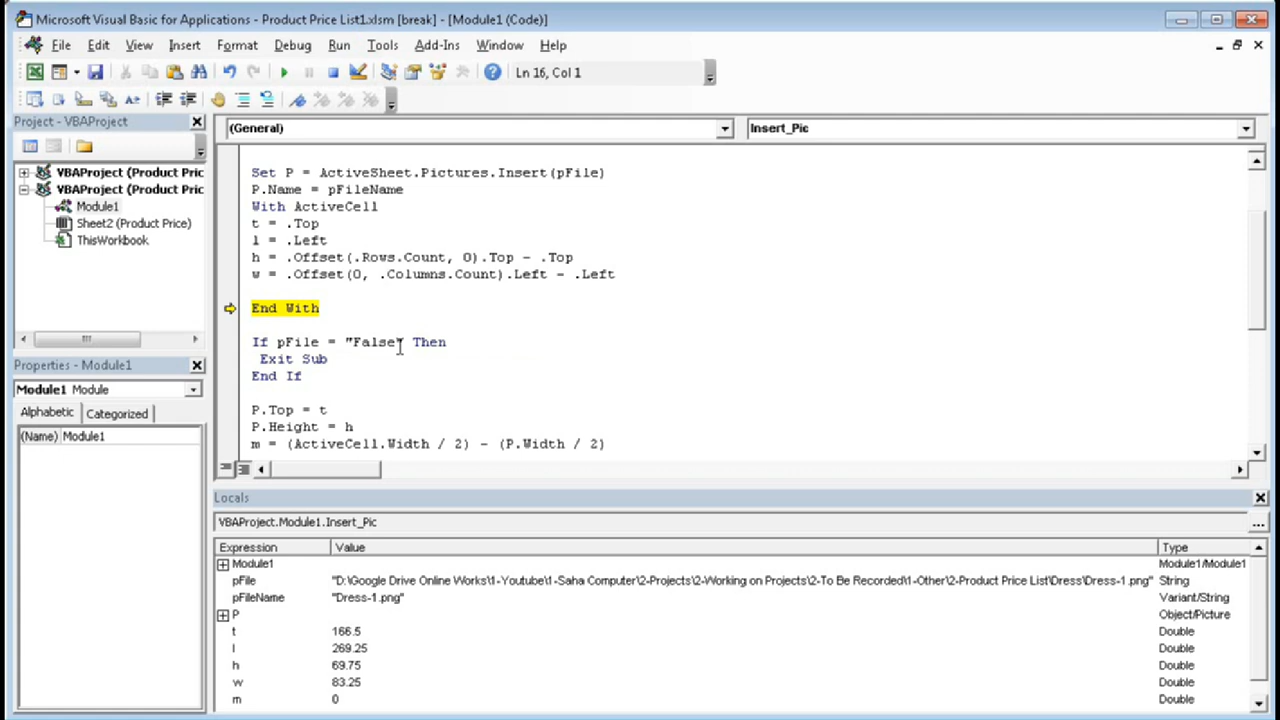 Microsoft Visual Basic for Applications - Product Price List1.xlsm [break] - [Module1 (Code)]
File Edit View Insert Format Debug Run Tools Add-Ins Window Help
Ln 16, Col 1
Project - VBAProject
VBAProject (Product Pric
VBAProject (Product Pric
Module1
Sheet2 (Product Price)
ThisWorkbook
Properties - Module1
Module1 Module
Alphabetic Categorized
(Name) Module1
(General) Insert_Pic
Set P = ActiveSheet.Pictures.Insert(pFile)
P.Name = pFileName
With ActiveCell
t = .Top
l = .Left
h = .Offset(.Rows.Count, 0).Top - .Top
w = .Offset(0, .Columns.Count).Left - .Left
End With
If pFile = "False" Then
Exit Sub
End If
P.Top = t
P.Height = h
m = (ActiveCell.Width / 2) - (P.Width / 2)
Locals
VBAProject.Module1.Insert_Pic
...
Expression Value Type
Module1 Module1/Module1
pFile "D:\Google Drive Online Works\1-Youtube\1-Saha Computer\2-Projects\2-Working on Projects\2-To Be Recorded\1-Other\2-Product Price List\Dress\Dress-1.png" String
pFileName "Dress-1.png" Variant/String
P Object/Picture
t 166.5 Double
l 269.25 Double
h 69.75 Double
w 83.25 Double
m 0 Double